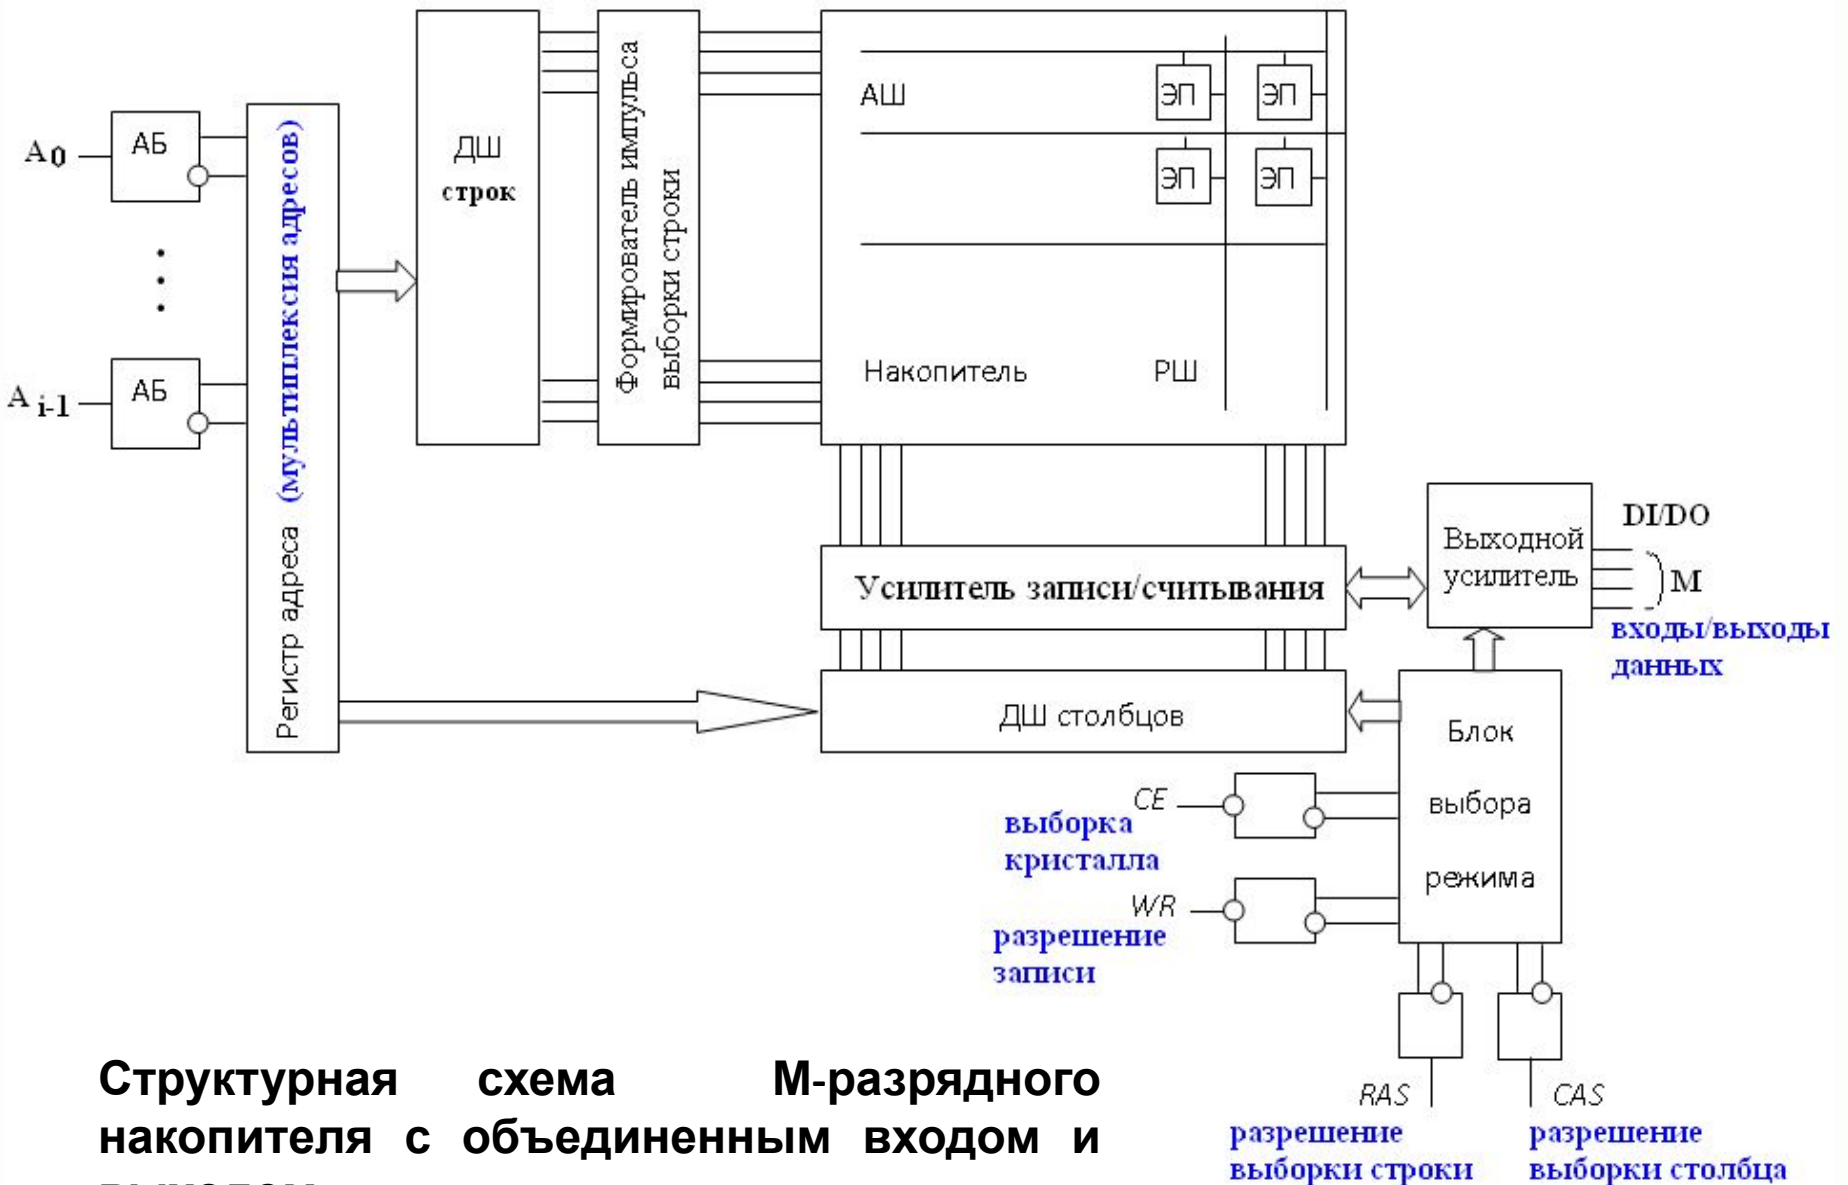 A0
АБ
A i-1
АБ
Регистр адреса (мультиплексия адресов)
ДШ
строк
Формирователь импульса
выборки строки
АШ
ЭП
ЭП
ЭП
ЭП
Накопитель
РШ
Усилитель записи/считывания
ДШ столбцов
Выходной
усилитель
DI/DO
М
входы/выходы
данных
Блок
выбора
режима
CE
выборка
кристалла
WR
разрешение
записи
RAS
разрешение
выборки строки
CAS
разрешение
выборки столбца
Структурная схема М-разрядного
накопителя с объединенным входом и